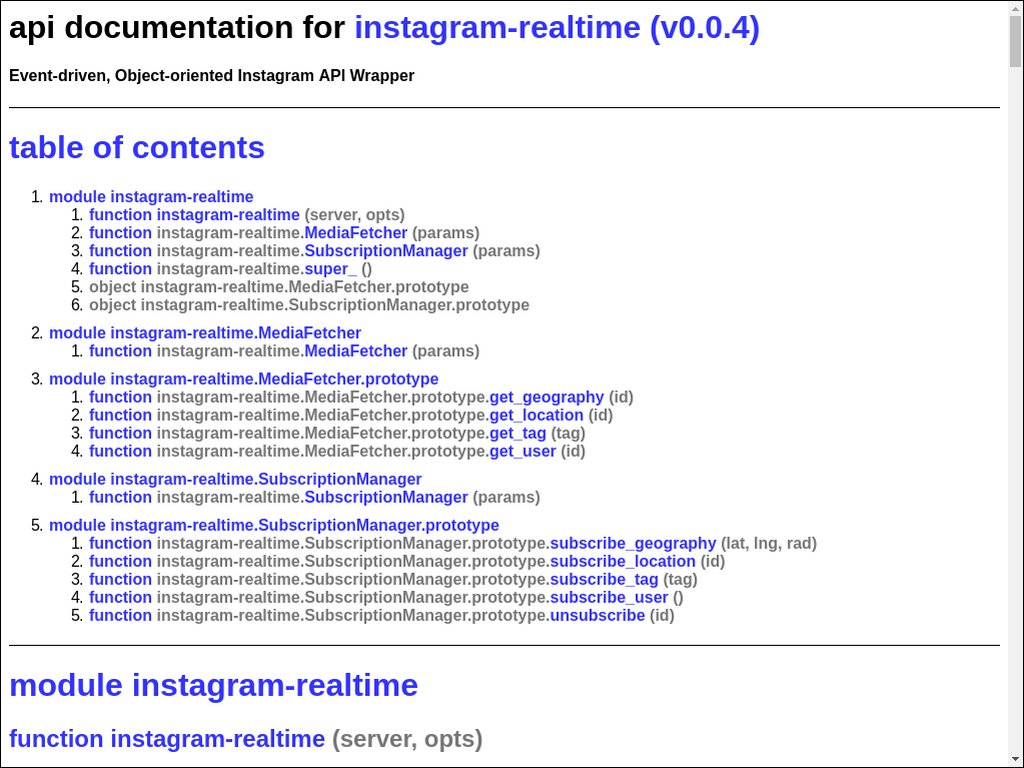 api documentation for instagram-realtime (v0.0.4)
Event-driven, Object-oriented Instagram API Wrapper
table of contents
1. module instagram-realtime
1. function instagram-realtime (server, opts)
2. function instagram-realtime.MediaFetcher (params)
3. function instagram-realtime.SubscriptionManager (params)
4. function instagram-realtime.super_ ()
5. object instagram-realtime.MediaFetcher.prototype
6. object instagram-realtime.SubscriptionManager.prototype
2. module instagram-realtime.MediaFetcher
1. function instagram-realtime.MediaFetcher (params)
3. module instagram-realtime.MediaFetcher.prototype
1. function instagram-realtime.MediaFetcher.prototype.get_geography (id)
2. function instagram-realtime.MediaFetcher.prototype.get_location (id)
3. function instagram-realtime.MediaFetcher.prototype.get_tag (tag)
4. function instagram-realtime.MediaFetcher.prototype.get_user (id)
4. module instagram-realtime.SubscriptionManager
1. function instagram-realtime.SubscriptionManager (params)
5. module instagram-realtime.SubscriptionManager.prototype
1. function instagram-realtime.SubscriptionManager.prototype.subscribe_geography (lat, lng, rad)
2. function instagram-realtime.SubscriptionManager.prototype.subscribe_location (id)
3. function instagram-realtime.SubscriptionManager.prototype.subscribe_tag (tag)
4. function instagram-realtime.SubscriptionManager.prototype.subscribe_user ()
5. function instagram-realtime.SubscriptionManager.prototype.unsubscribe (id)
module instagram-realtime
function instagram-realtime (server, opts)